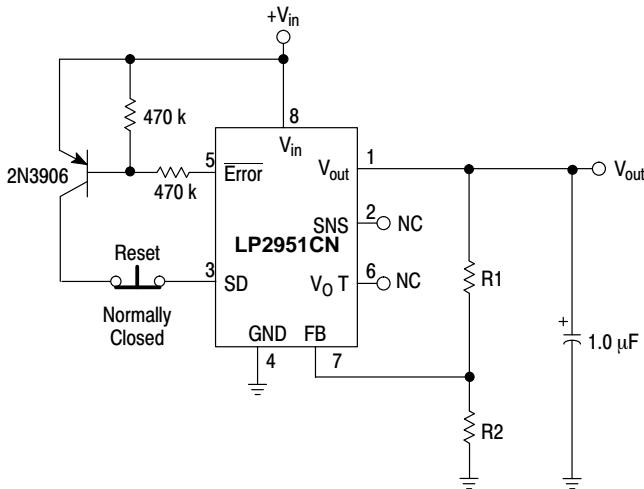 +Vin
470 k
8
Vin
2N3906
470 k
5
Error
Vout
1
Vout
SNS
2
NC
LP2951CN
Reset
3
SD
VO T
6
NC
R1
Normally
Closed
GND
FB
4
7
+
1.0 μF
R2